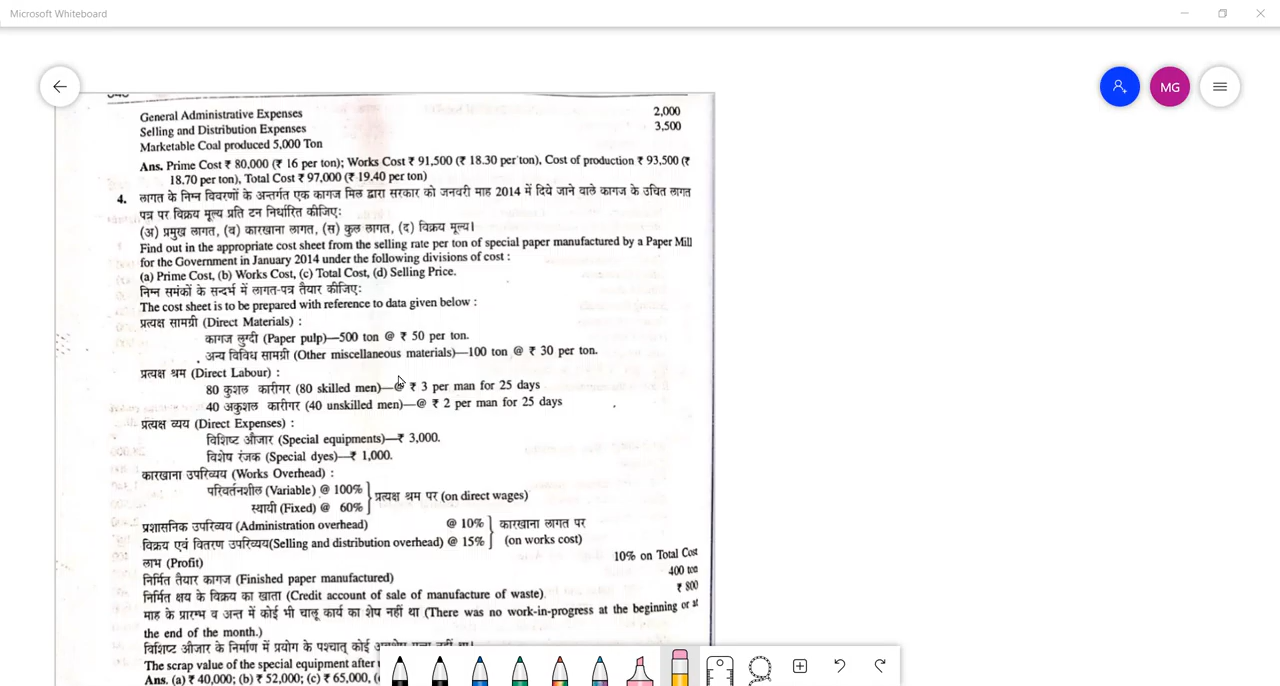 Microsoft Whiteboard
MG
General Administrative Expenses 2,000
Selling and Distribution Expenses 3,500
Marketable Coal produced 5,000 Ton
Ans. Prime Cost ₹ 80,000 (₹ 16 per ton); Works Cost ₹ 91,500 (₹ 18.30 per ton), Cost of production ₹ 93,500 (₹
18.70 per ton), Total Cost ₹ 97,000 (₹ 19.40 per ton)
4. लागत के निम्न विवरणों के अन्तर्गत एक कागज मिल द्वारा सरकार को जनवरी माह 2014 में दिये जाने वाले कागज के उचित लागत
पत्र पर विक्रय मूल्य प्रति टन निर्धारित कीजिए:
(अ) प्रमुख लागत, (व) कारखाना लागत, (स) कुल लागत, (द) विक्रय मूल्य।
Find out in the appropriate cost sheet from the selling rate per ton of special paper manufactured by a Paper Mill
for the Government in January 2014 under the following divisions of cost :
(a) Prime Cost, (b) Works Cost, (c) Total Cost, (d) Selling Price.
निम्न समंकों के सन्दर्भ में लागत-पत्र तैयार कीजिए:
The cost sheet is to be prepared with reference to data given below :
प्रत्यक्ष सामग्री (Direct Materials) :
कागज लुग्दी (Paper pulp)—500 ton @ ₹ 50 per ton.
अन्य विविध सामग्री (Other miscellaneous materials)—100 ton @ ₹ 30 per ton.
प्रत्यक्ष श्रम (Direct Labour) :
80 कुशल कारीगर (80 skilled men)—@ ₹ 3 per man for 25 days
40 अकुशल कारीगर (40 unskilled men)—@ ₹ 2 per man for 25 days
प्रत्यक्ष व्यय (Direct Expenses) :
विशिष्ट औजार (Special equipments)—₹ 3,000.
विशेष रंजक (Special dyes)—₹ 1,000.
कारखाना उपरिव्यय (Works Overhead) :
परिवर्तनशील (Variable) @ 100%
स्थायी (Fixed) @ 60% } प्रत्यक्ष श्रम पर (on direct wages)
प्रशासनिक उपरिव्यय (Administration overhead) @ 10% } कारखाना लागत पर
विक्रय एवं वितरण उपरिव्यय(Selling and distribution overhead) @ 15% (on works cost)
लाभ (Profit) 10% on Total Cost
निर्मित तैयार कागज (Finished paper manufactured) 400 ton
निर्मित क्षय के विक्रय का खाता (Credit account of sale of manufacture of waste) ₹ 800
माह के प्रारम्भ व अन्त में कोई भी चालू कार्य का शेष नहीं था (There was no work-in-progress at the beginning or at
the end of the month.)
विशिष्ट औजार के निर्माण में प्रयोग के पश्चात् कोई
The scrap value of the special equipment after
Ans. (a) ₹ 40,000; (b) ₹ 52,000; (c) ₹ 65,000,